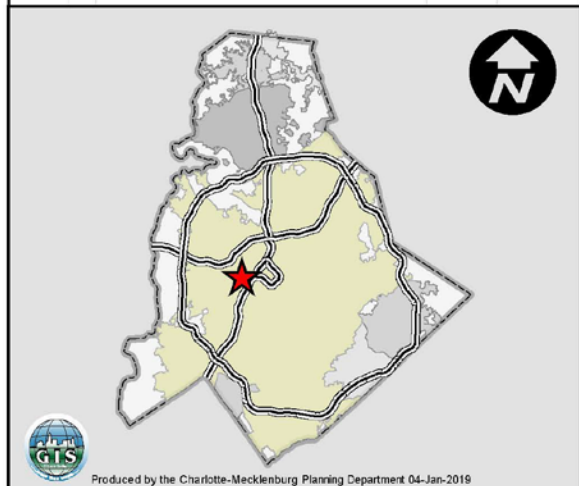 N
GIS
Produced by the Charlotte-Mecklenburg Planning Department 04-Jan-2019